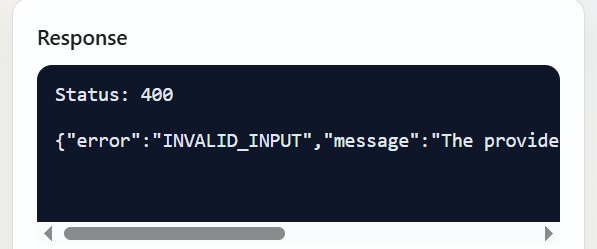 Response
Status: 400
{"error":"INVALID_INPUT","message":"The provide